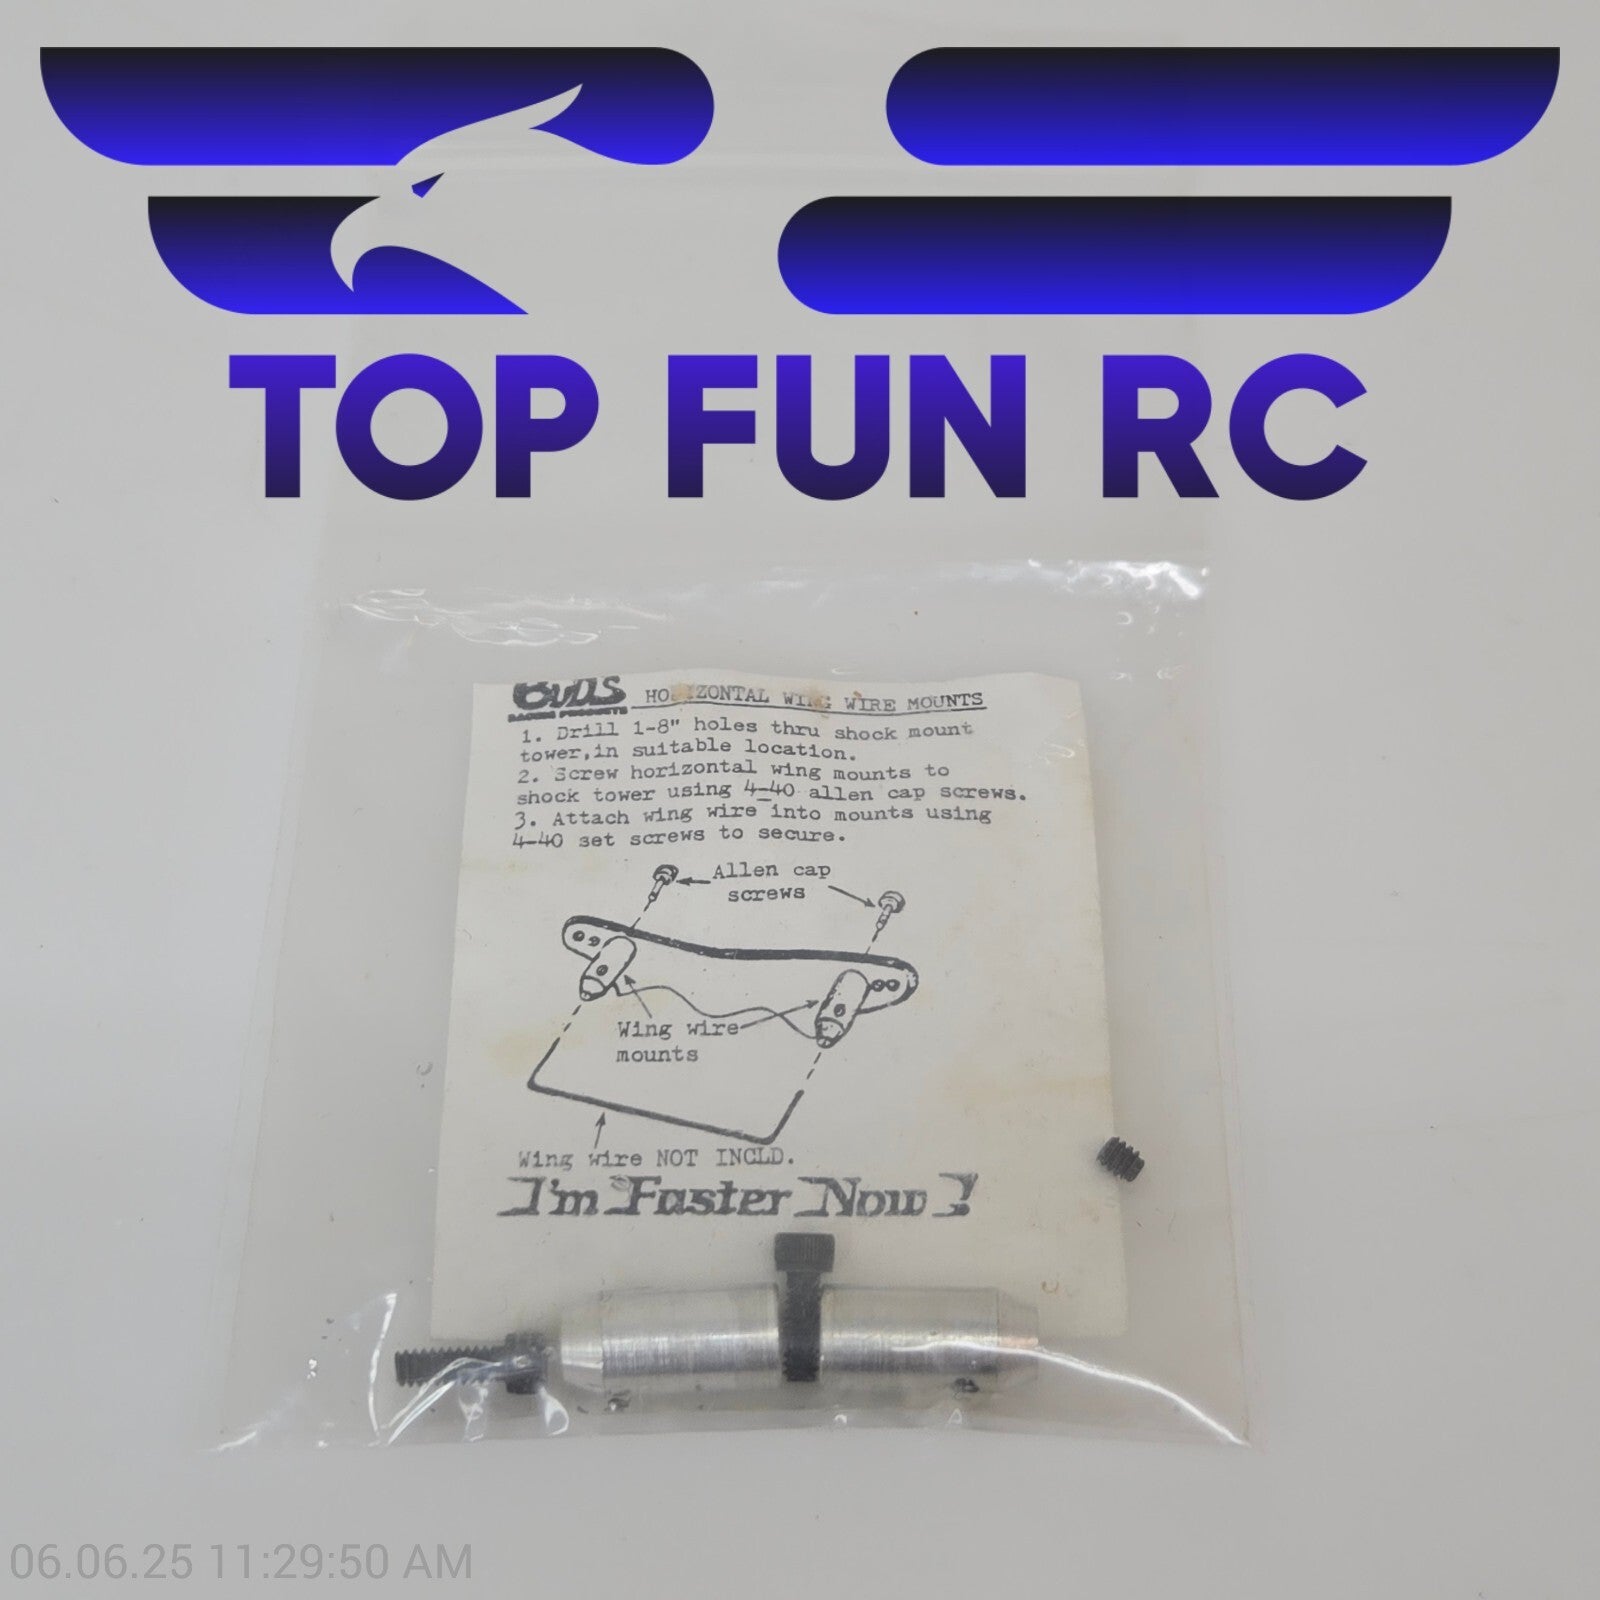 TOP FUN RC
BUDS HORIZONTAL WING WIRE MOUNTS
RACING PRODUCTS
1. Drill 1-8" holes thru shock mount
tower,in suitable location.
2. Screw horizontal wing mounts to
shock tower using 4-40 allen cap screws.
3. Attach wing wire into mounts using
4-40 set screws to secure.
Allen cap
screws
Wing wire
mounts
Wing wire NOT INCLD.
I'm Faster Now!
06.06.25 11:29:50 AM